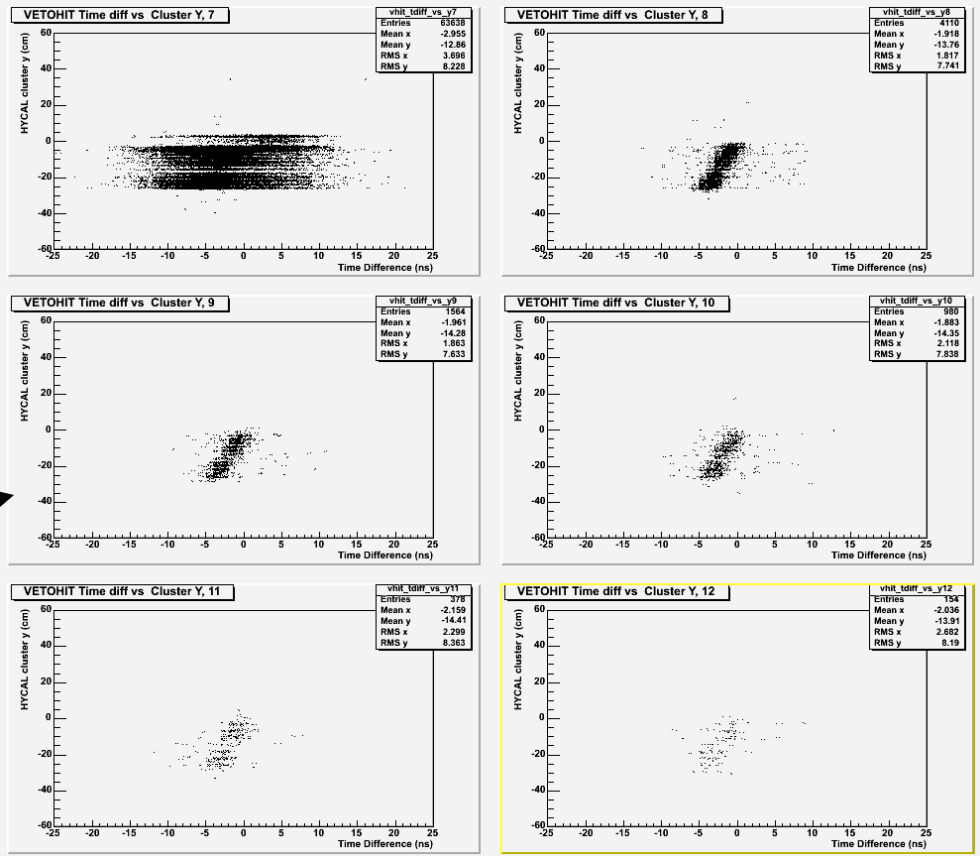 VETOHIT Time diff vs Cluster Y, 7
vhit_tdiff_vs_y7
Entries 63638
Mean x -2.955
Mean y -12.86
RMS x 3.696
RMS y 8.228
HYCAL cluster y (cm)
60
40
20
0
-20
-40
-60
-25 -20 -15 -10 -5 0 5 10 15 20 25
Time Difference (ns)
VETOHIT Time diff vs Cluster Y, 8
vhit_tdiff_vs_y8
Entries 4110
Mean x -1.918
Mean y -13.76
RMS x 1.817
RMS y 7.741
HYCAL cluster y (cm)
60
40
20
0
-20
-40
-60
-25 -20 -15 -10 -5 0 5 10 15 20 25
Time Difference (ns)
VETOHIT Time diff vs Cluster Y, 9
vhit_tdiff_vs_y9
Entries 1564
Mean x -1.961
Mean y -14.28
RMS x 1.863
RMS y 7.633
HYCAL cluster y (cm)
60
40
20
0
-20
-40
-60
-25 -20 -15 -10 -5 0 5 10 15 20 25
Time Difference (ns)
VETOHIT Time diff vs Cluster Y, 10
vhit_tdiff_vs_y10
Entries 980
Mean x -1.883
Mean y -14.35
RMS x 2.118
RMS y 7.838
HYCAL cluster y (cm)
60
40
20
0
-20
-40
-60
-25 -20 -15 -10 -5 0 5 10 15 20 25
Time Difference (ns)
VETOHIT Time diff vs Cluster Y, 11
vhit_tdiff_vs_y11
Entries 378
Mean x -2.159
Mean y -14.41
RMS x 2.299
RMS y 8.363
HYCAL cluster y (cm)
60
40
20
0
-20
-40
-60
-25 -20 -15 -10 -5 0 5 10 15 20 25
Time Difference (ns)
VETOHIT Time diff vs Cluster Y, 12
vhit_tdiff_vs_y12
Entries 154
Mean x -2.036
Mean y -13.91
RMS x 2.682
RMS y 8.19
HYCAL cluster y (cm)
60
40
20
0
-20
-40
-60
-25 -20 -15 -10 -5 0 5 10 15 20 25
Time Difference (ns)